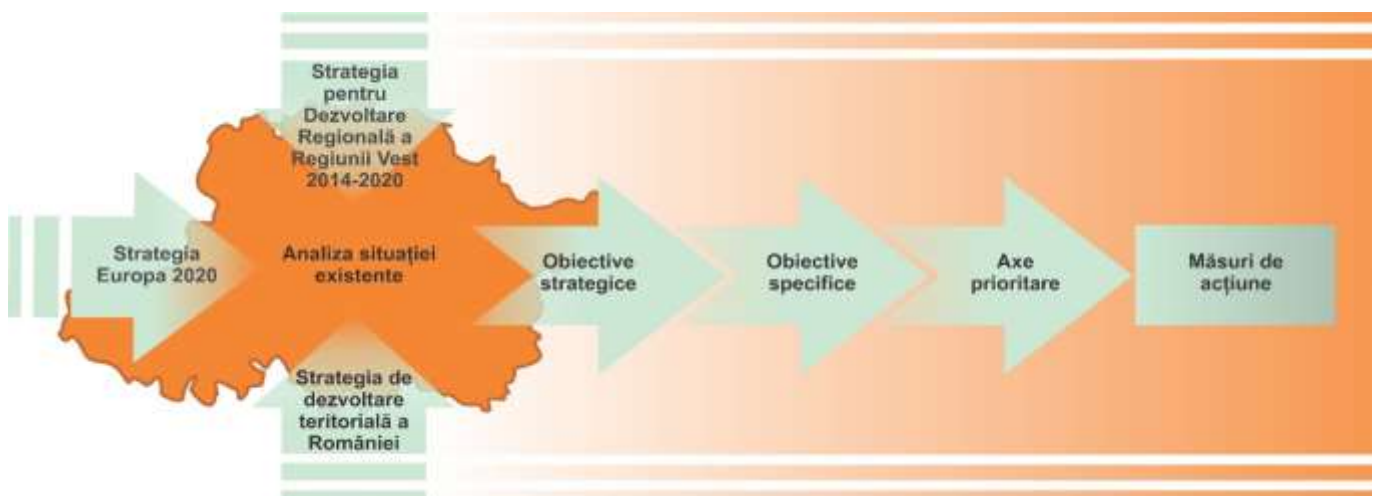 Strategia
pentru
Dezvoltare
Regională a
Regiunii Vest
2014-2020
Strategia
Europa 2020
Analiza situației
existente
Obiective
strategice
Obiective
specifice
Axe
prioritare
Măsuri de
acțiune
Strategia de
dezvoltare
teritorială a
României